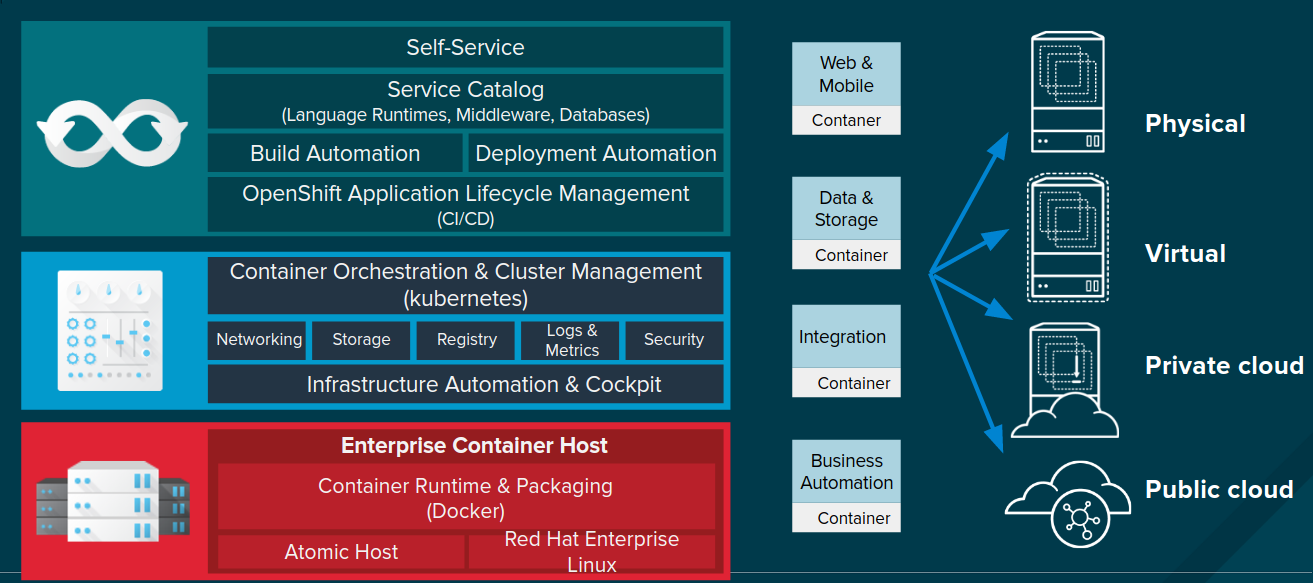 Self-Service
Service Catalog
(Language Runtimes, Middleware, Databases)
Build Automation
Deployment Automation
OpenShift Application Lifecycle Management
(CI/CD)
Container Orchestration & Cluster Management
(kubernetes)
Networking
Storage
Registry
Logs &
Metrics
Security
Infrastructure Automation & Cockpit
Enterprise Container Host
Container Runtime & Packaging
(Docker)
Atomic Host
Red Hat Enterprise
Linux
Web &
Mobile
Contaner
Data &
Storage
Container
Integration
Container
Business
Automation
Container
Physical
Virtual
Private cloud
Public cloud